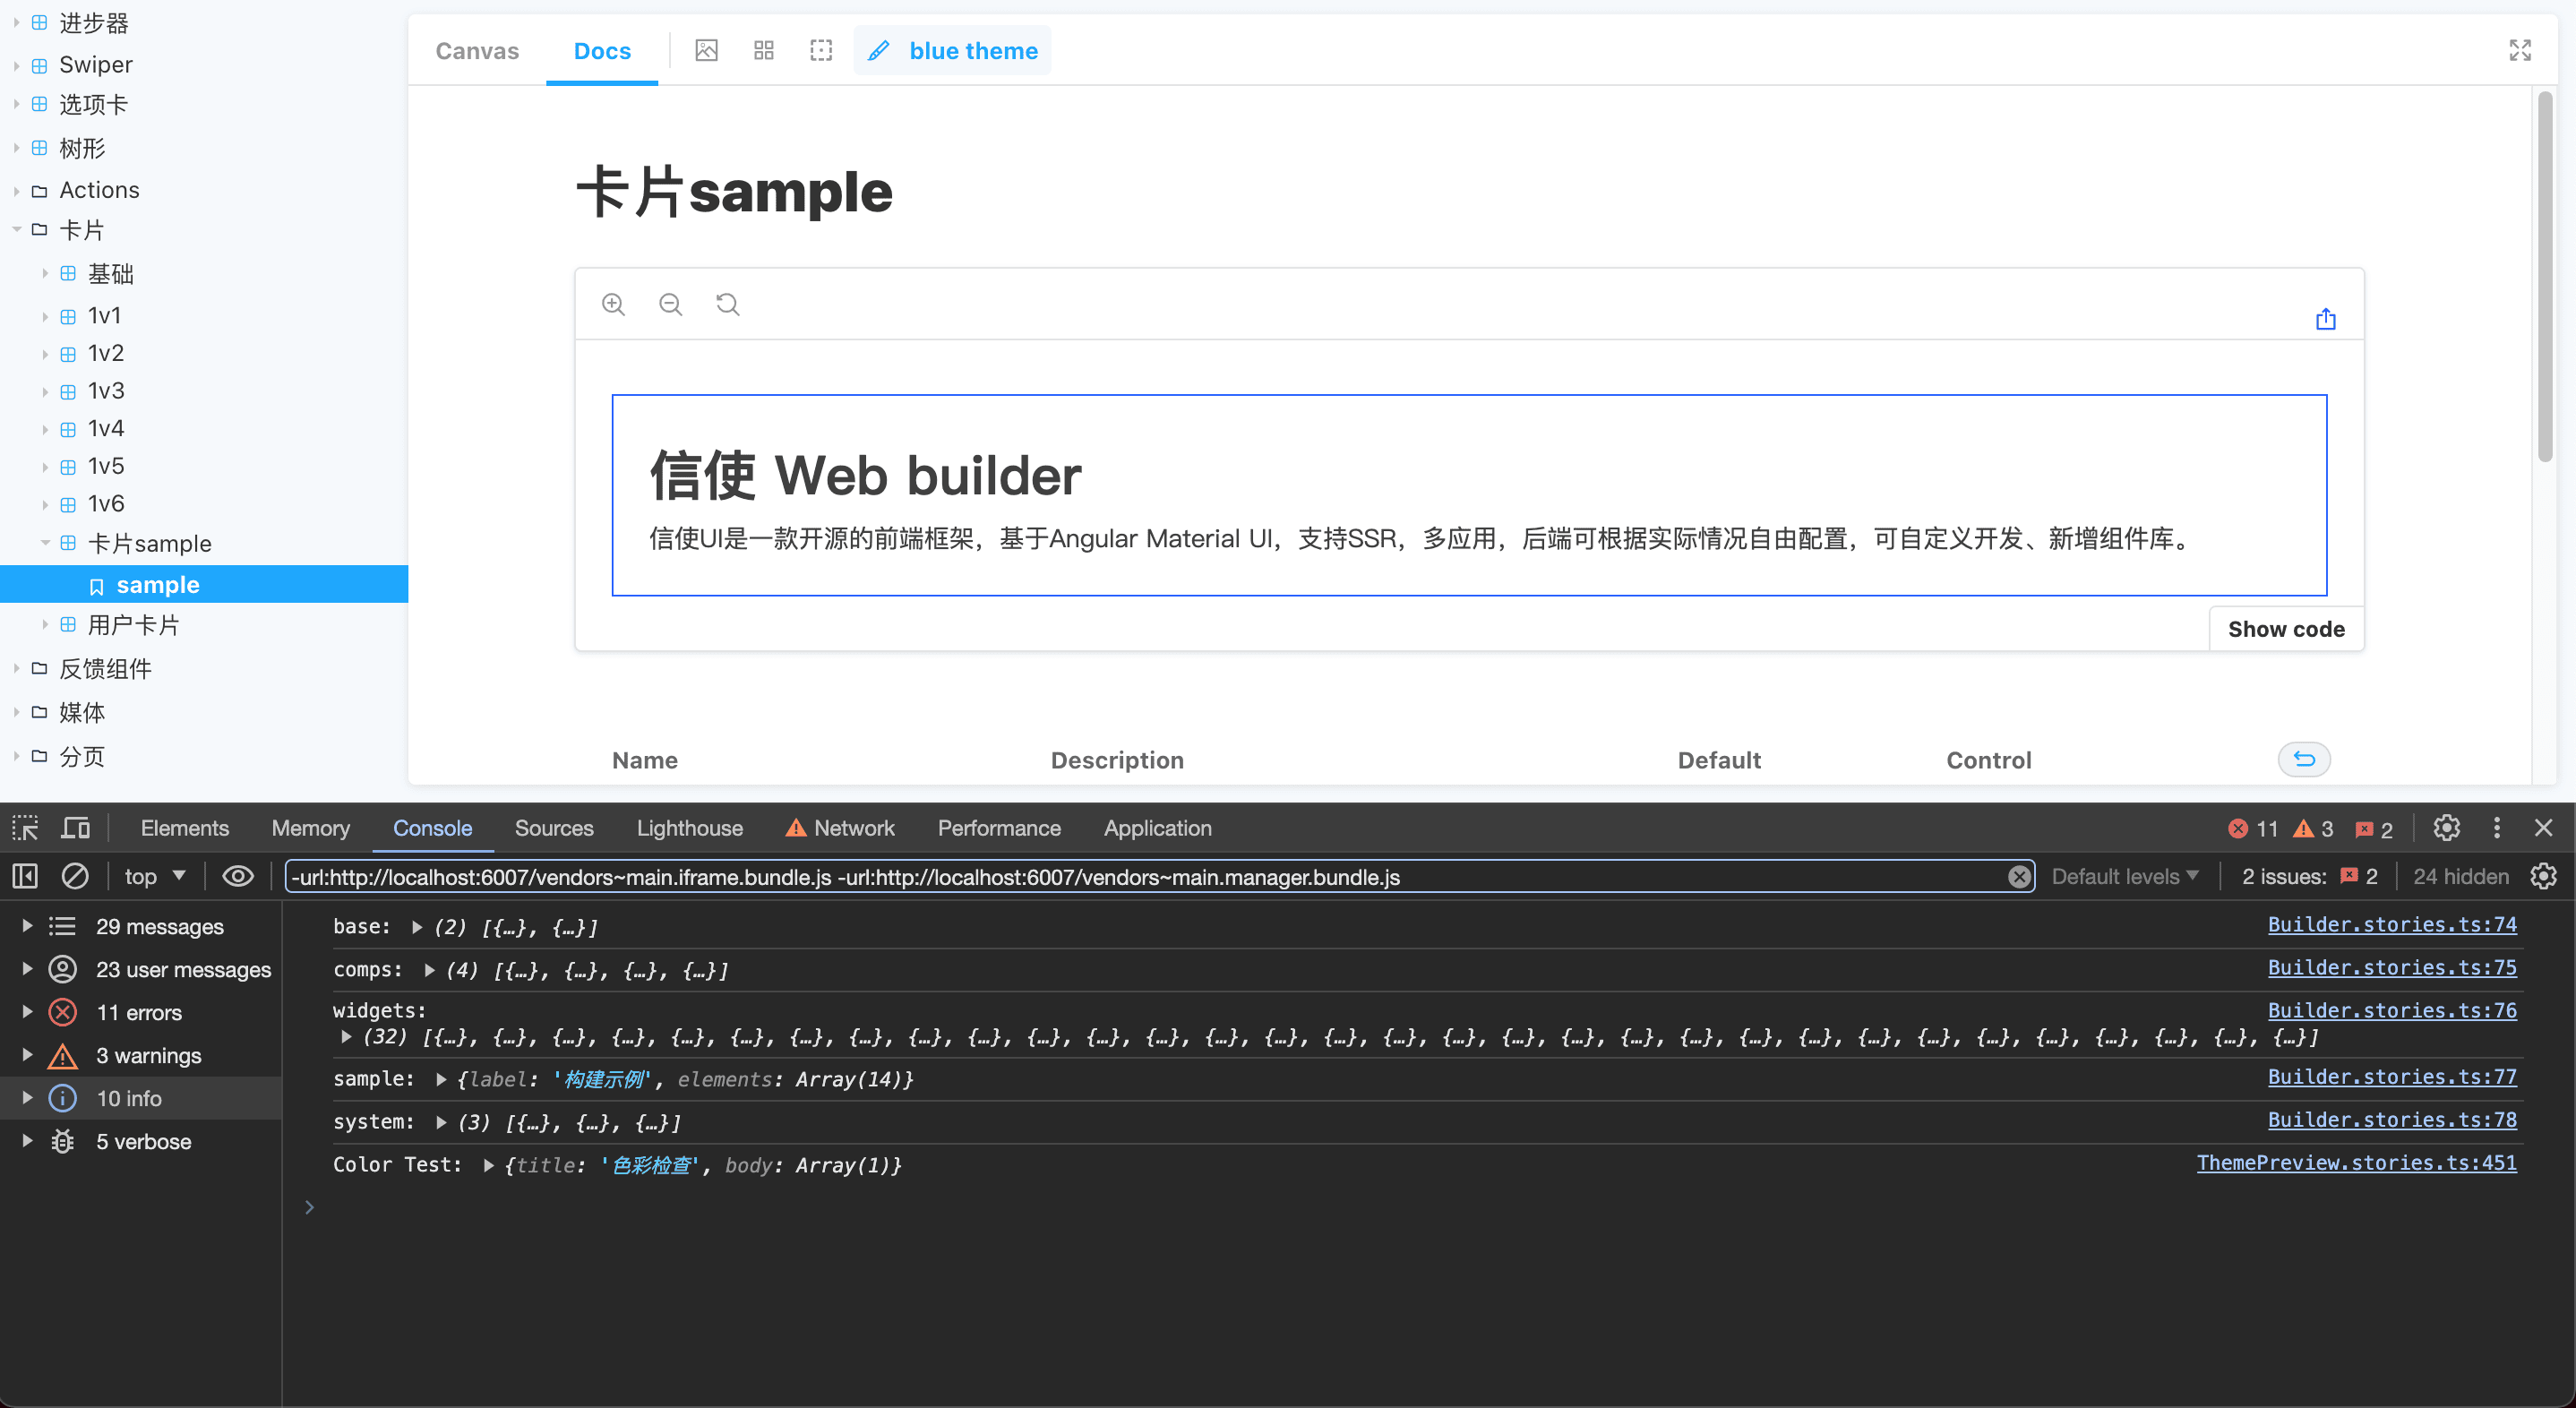 进步器
Swiper
选项卡
树形
Actions
卡片
基础
1v1
1v2
1v3
1v4
1v5
1v6
卡片sample
sample
用户卡片
反馈组件
媒体
分页
Canvas Docs blue theme
卡片sample
信使 Web builder
信使UI是一款开源的前端框架，基于Angular Material UI，支持SSR，多应用，后端可根据实际情况自由配置，可自定义开发、新增组件库。
Show code
Name Description Default Control
Elements Memory Console Sources Lighthouse Network Performance Application 11 3 2
top -url:http://localhost:6007/vendors~main.iframe.bundle.js -url:http://localhost:6007/vendors~main.manager.bundle.js Default levels 2 issues: 2 24 hidden
29 messages
23 user messages
11 errors
3 warnings
10 info
5 verbose
base: (2) [{…}, {…}] Builder.stories.ts:74
comps: (4) [{…}, {…}, {…}, {…}] Builder.stories.ts:75
widgets: Builder.stories.ts:76
(32) [{…}, {…}, {…}, {…}, {…}, {…}, {…}, {…}, {…}, {…}, {…}, {…}, {…}, {…}, {…}, {…}, {…}, {…}, {…}, {…}, {…}, {…}, {…}, {…}, {…}, {…}, {…}, {…}, {…}, {…}, {…}, {…}]
sample: {label: '构建示例', elements: Array(14)} Builder.stories.ts:77
system: (3) [{…}, {…}, {…}] Builder.stories.ts:78
Color Test: {title: '色彩检查', body: Array(1)} ThemePreview.stories.ts:451